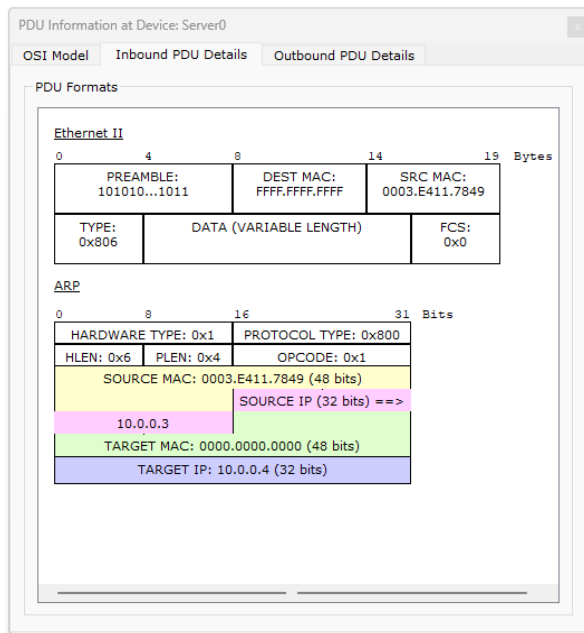 PDU Information at Device: Server0
OSI Model Inbound PDU Details Outbound PDU Details
PDU Formats
Ethernet II
0 4 8 14 19 Bytes
PREAMBLE: DEST MAC: SRC MAC:
101010...1011 FFFF.FFFF.FFFF 0003.E411.7849
TYPE: DATA (VARIABLE LENGTH) FCS:
0x806 0x0
ARP
0 8 16 31 Bits
HARDWARE TYPE: 0x1 PROTOCOL TYPE: 0x800
HLEN: 0x6 PLEN: 0x4 OPCODE: 0x1
SOURCE MAC: 0003.E411.7849 (48 bits)
SOURCE IP (32 bits) ==>
10.0.0.3
TARGET MAC: 0000.0000.0000 (48 bits)
TARGET IP: 10.0.0.4 (32 bits)